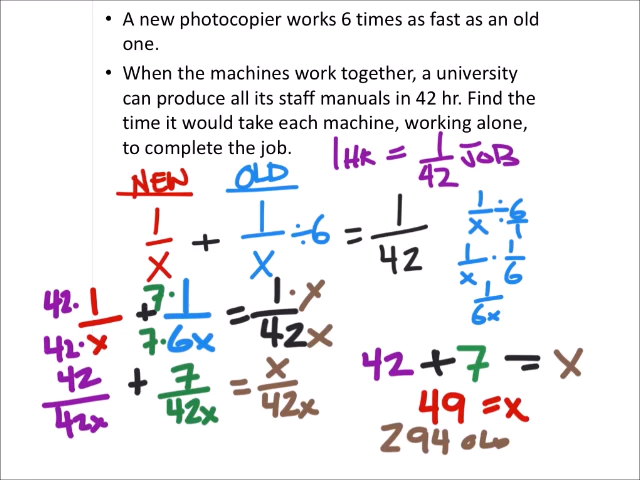 • A new photocopier works 6 times as fast as an old
one.
• When the machines work together, a university
can produce all its staff manuals in 42 hr. Find the
time it would take each machine, working alone,
to complete the job.
1 HR = 1/42 JOB
NEW OLD
1/x + 1/x ÷6 = 1/42
1/x ÷ 6/1
1/x · 1/6
1/6x
42· 1/42· x + 7· 1/7· 6x = 1 · x/42x
42/42x + 7/42x = x/42x
42 + 7 = x
49 = x
294 OLD